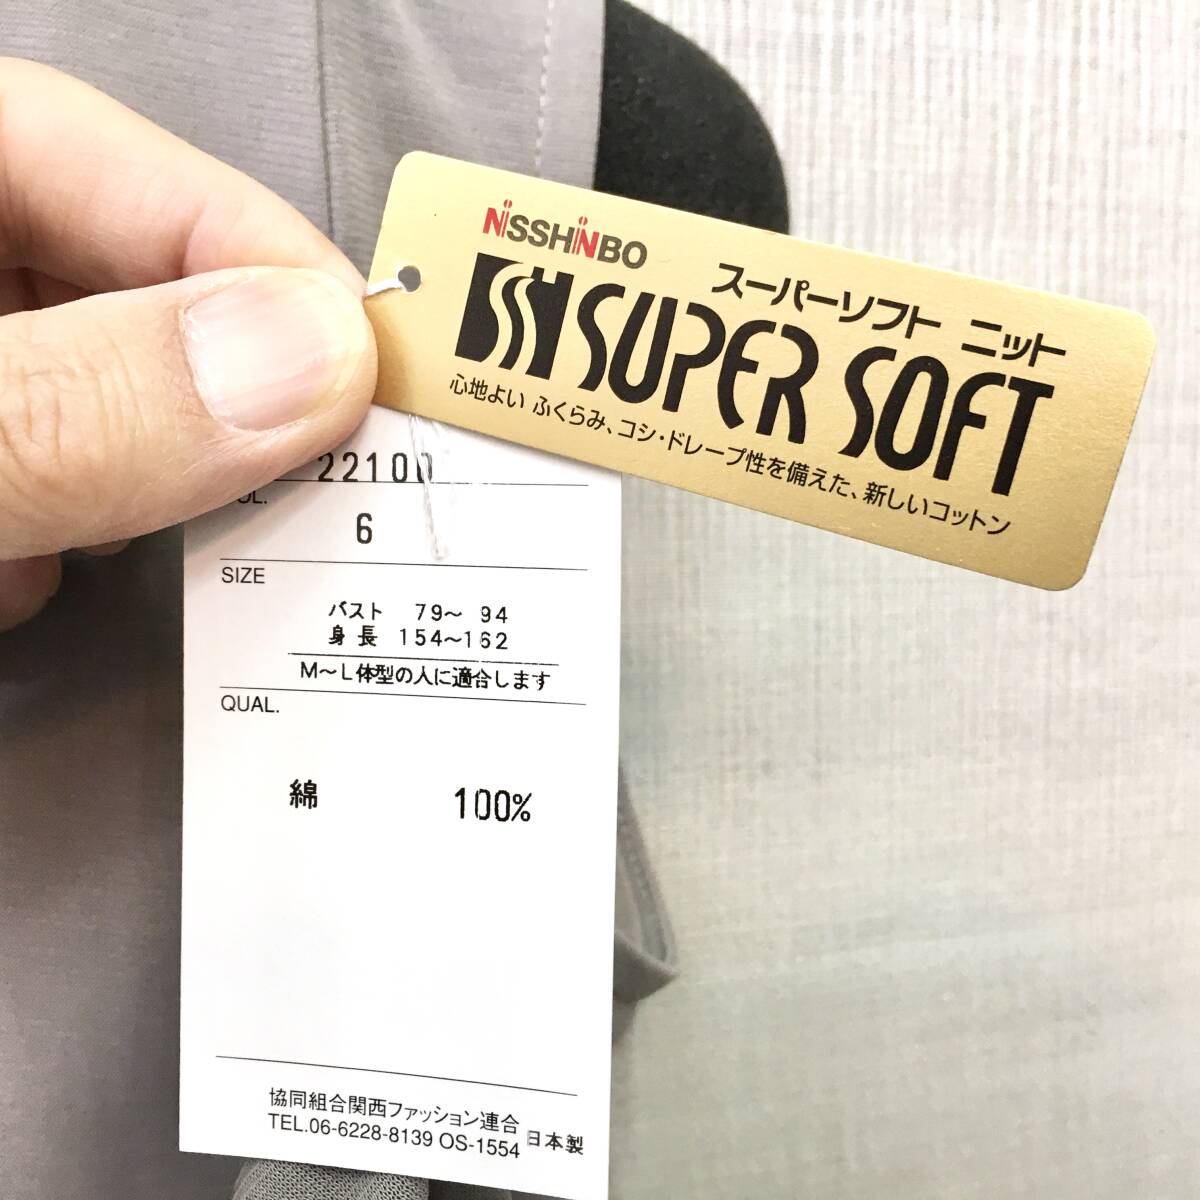 NISSHINBO
スーパーソフト ニット
SUPER SOFT
心地よい ふくらみ、コシ・ドレープ性を備えた、新しいコットン
22100
6
SIZE
バスト 79～ 94
身長 154～162
M～L体型の人に適合します
QUAL.
綿 100%
協同組合関西ファッション連合
TEL.06-6228-8139 OS-1554 日本製